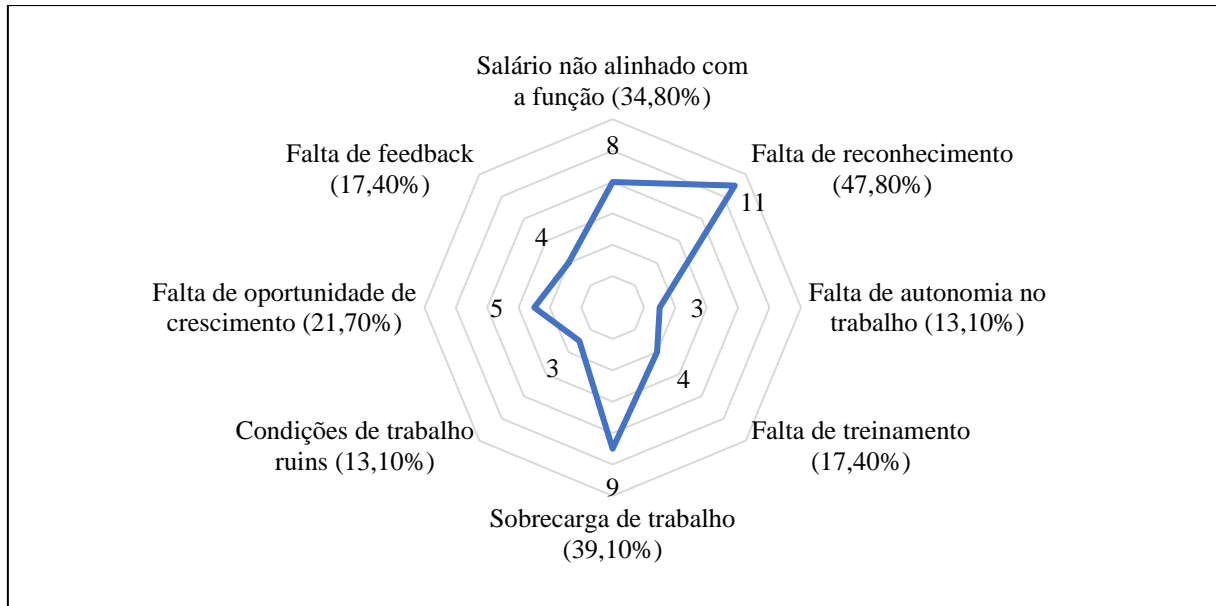 Salário não alinhado com
a função (34,80%)
8
Falta de feedback
(17,40%)
4
Falta de reconhecimento
(47,80%)
11
Falta de oportunidade de
crescimento (21,70%)
5
Falta de autonomia no
trabalho (13,10%)
3
Condições de trabalho
ruins (13,10%)
3
Falta de treinamento
(17,40%)
4
9
Sobrecarga de trabalho
(39,10%)